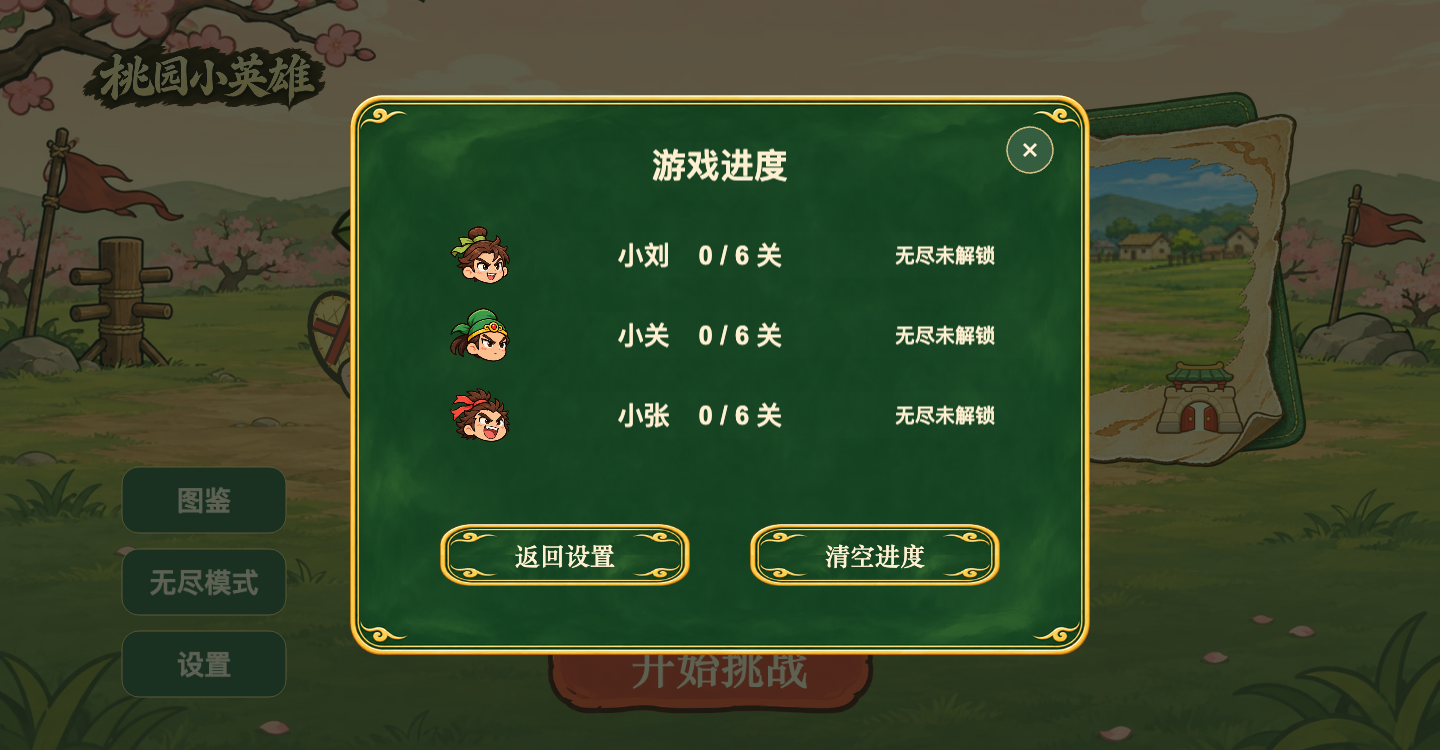 桃园小英雄
游戏进度
×
小刘 0 / 6 关 无尽未解锁
小关 0 / 6 关 无尽未解锁
小张 0 / 6 关 无尽未解锁
返回设置 清空进度
图鉴
无尽模式
设置
开始挑战